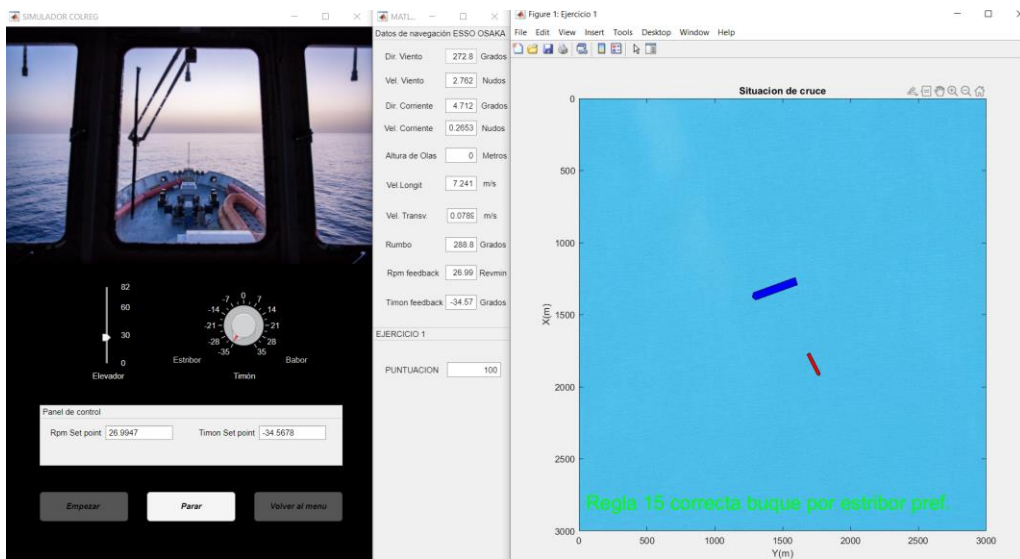 SIMULADOR COLREG
82
60
30
0
Elevador
-35 -28 -21 -14 -7 0 7 14 21 28 35
Estribor
Babor
Timón
Panel de control
Rpm Set point 26.9947 Timon Set point -34.5678
Empezar Parar Volver al menu
MATL...
Datos de navegación ESSO OSAKA
Dir. Viento 272.8 Grados
Vel. Viento 2.762 Nudos
Dir. Corriente 4.712 Grados
Vel. Corriente 0.2653 Nudos
Altura de Olas 0 Metros
Vel Longit 7.241 m/s
Vel. Transv. 0.078 m/s
Rumbo 288.8 Grados
Rpm feedback 26.99 Revmin
Timon feedback -34.57 Grados
EJERCICIO 1
PUNTUACION 100
Figure 1: Ejercicio 1
File Edit View Insert Tools Desktop Window Help
Situacion de cruce
0
500
1000
1500
2000
2500
3000
X(m)
Regla 15 correcta buque por estribor pref.
0 500 1000 1500 2000 2500 3000
Y(m)